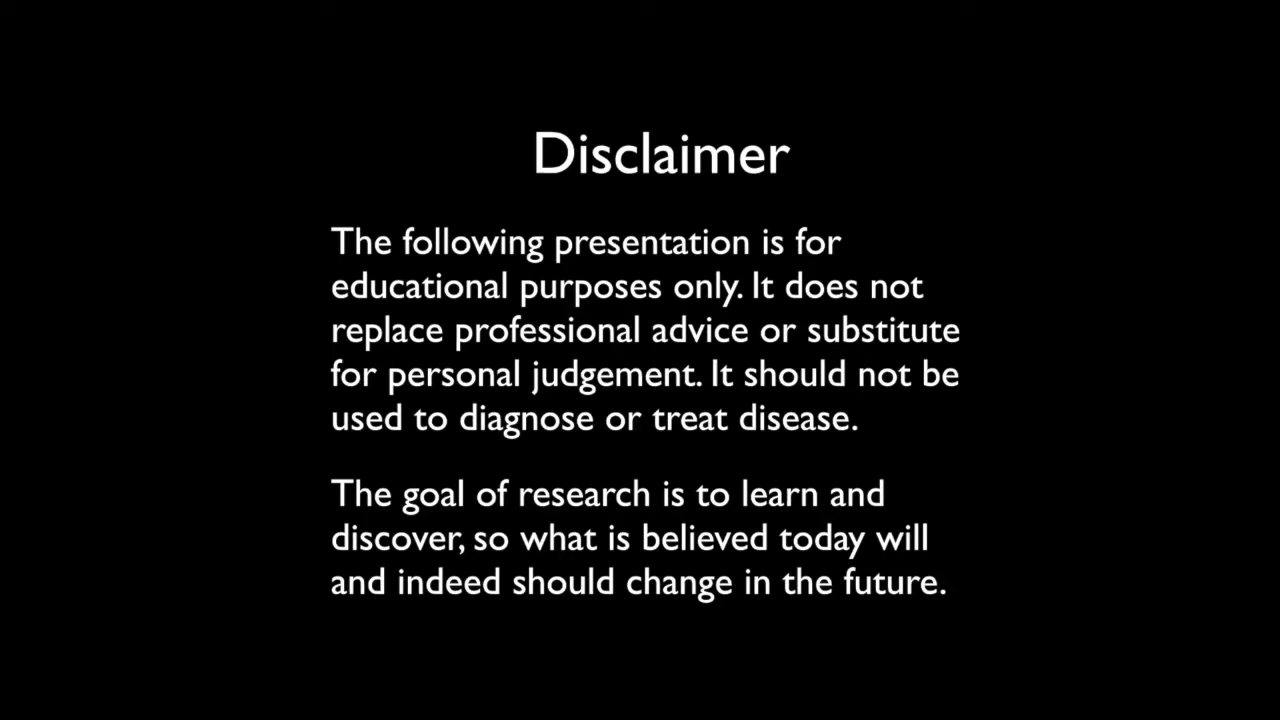 Disclaimer
The following presentation is for
educational purposes only. It does not
replace professional advice or substitute
for personal judgement. It should not be
used to diagnose or treat disease.
The goal of research is to learn and
discover, so what is believed today will
and indeed should change in the future.